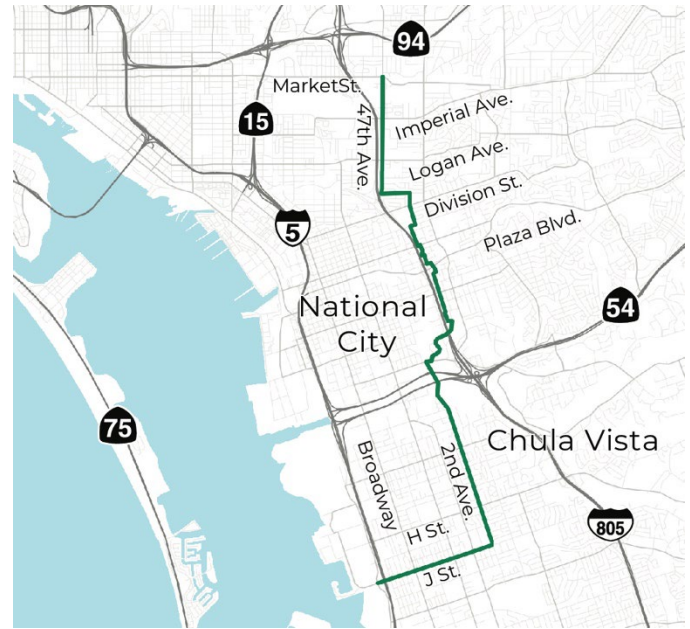 94
MarketSt.
Imperial Ave.
15
47th Ave.
Logan Ave.
Division St.
5
Plaza Blvd.
National
City
54
75
Chula Vista
Broadway
2nd Ave.
H St.
805
J St.